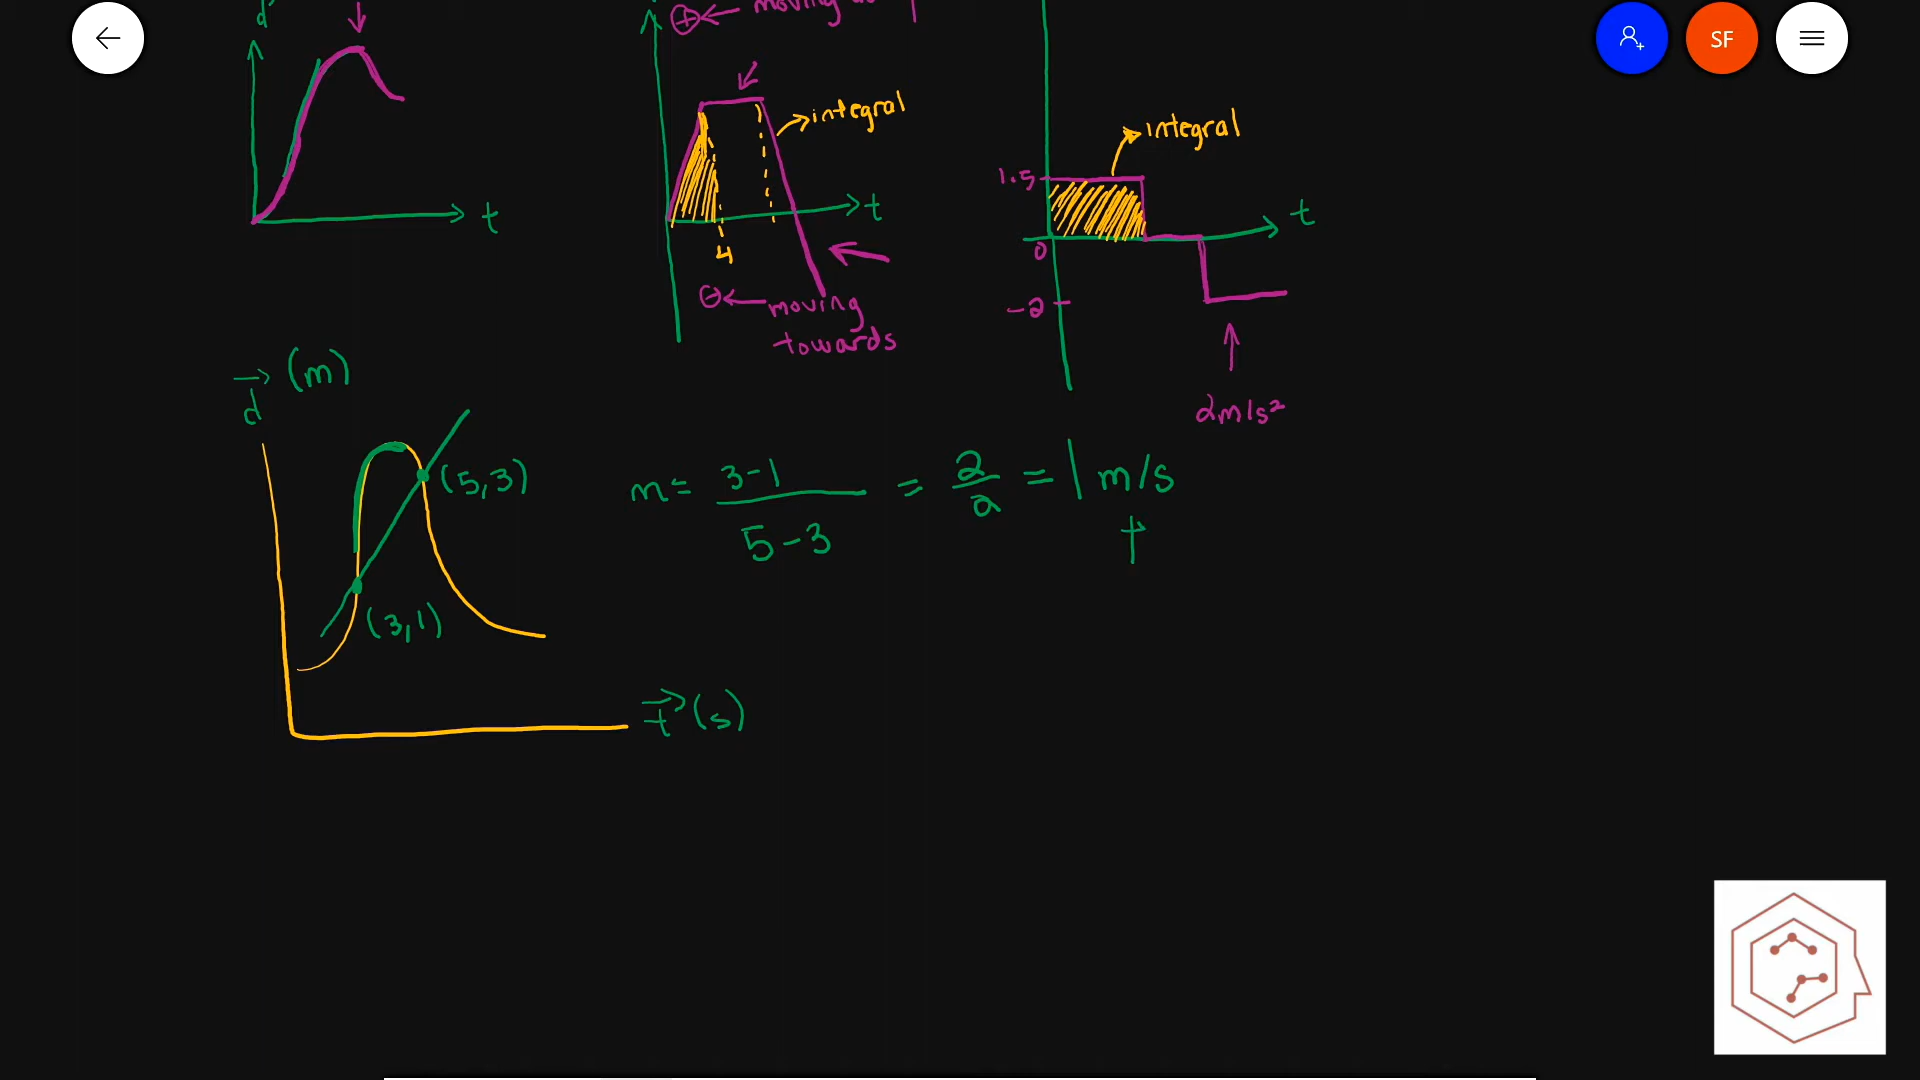 d
moving
SF
integral
t
4
⊖ ← moving
towards
integral
1.5
0
t
-2
2m/s²
d (m)
(5,3)
(3,1)
t (s)
m = 3-1 / 5-3 = 2/2 = 1 m/s